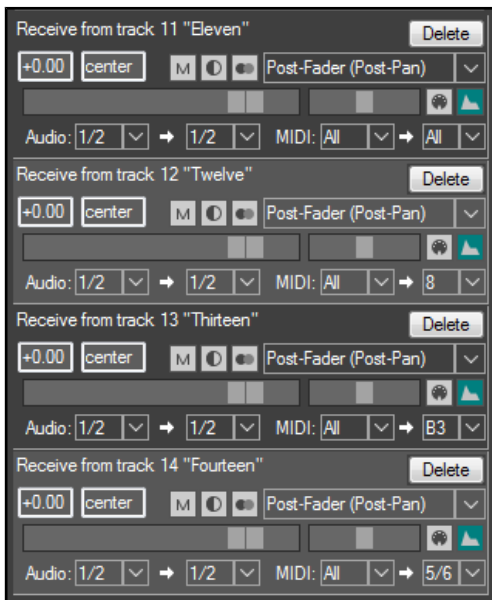 Receive from track 11 "Eleven" Delete
+0.00 center M Post-Fader (Post-Pan)
Audio: 1/2 → 1/2 MIDI: All → All
Receive from track 12 "Twelve" Delete
+0.00 center M Post-Fader (Post-Pan)
Audio: 1/2 → 1/2 MIDI: All → 8
Receive from track 13 "Thirteen" Delete
+0.00 center M Post-Fader (Post-Pan)
Audio: 1/2 → 1/2 MIDI: All → B3
Receive from track 14 "Fourteen" Delete
+0.00 center M Post-Fader (Post-Pan)
Audio: 1/2 → 1/2 MIDI: All → 5/6